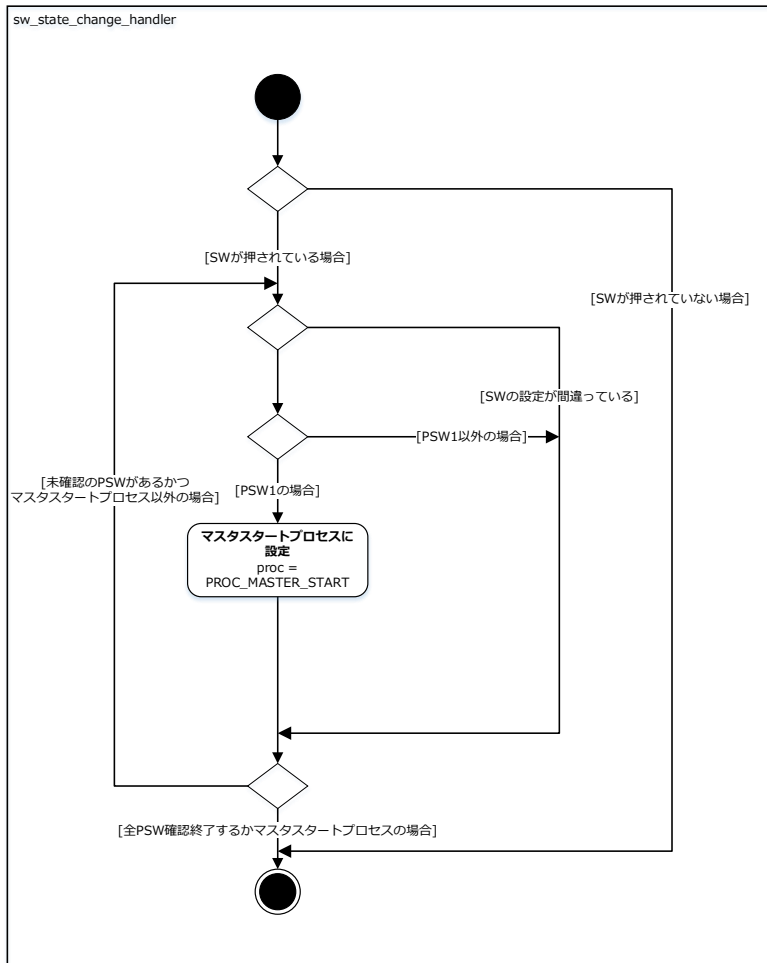 sw_state_change_handler
[SWが押されている場合]
[SWが押されていない場合]
[SWの設定が間違っている]
[PSW1以外の場合]
[未確認のPSWがあるかつ
マスタスタートプロセス以外の場合]
[PSW1の場合]
マスタスタートプロセスに
設定
proc =
PROC_MASTER_START
[全PSW確認終了するかマスタスタートプロセスの場合]